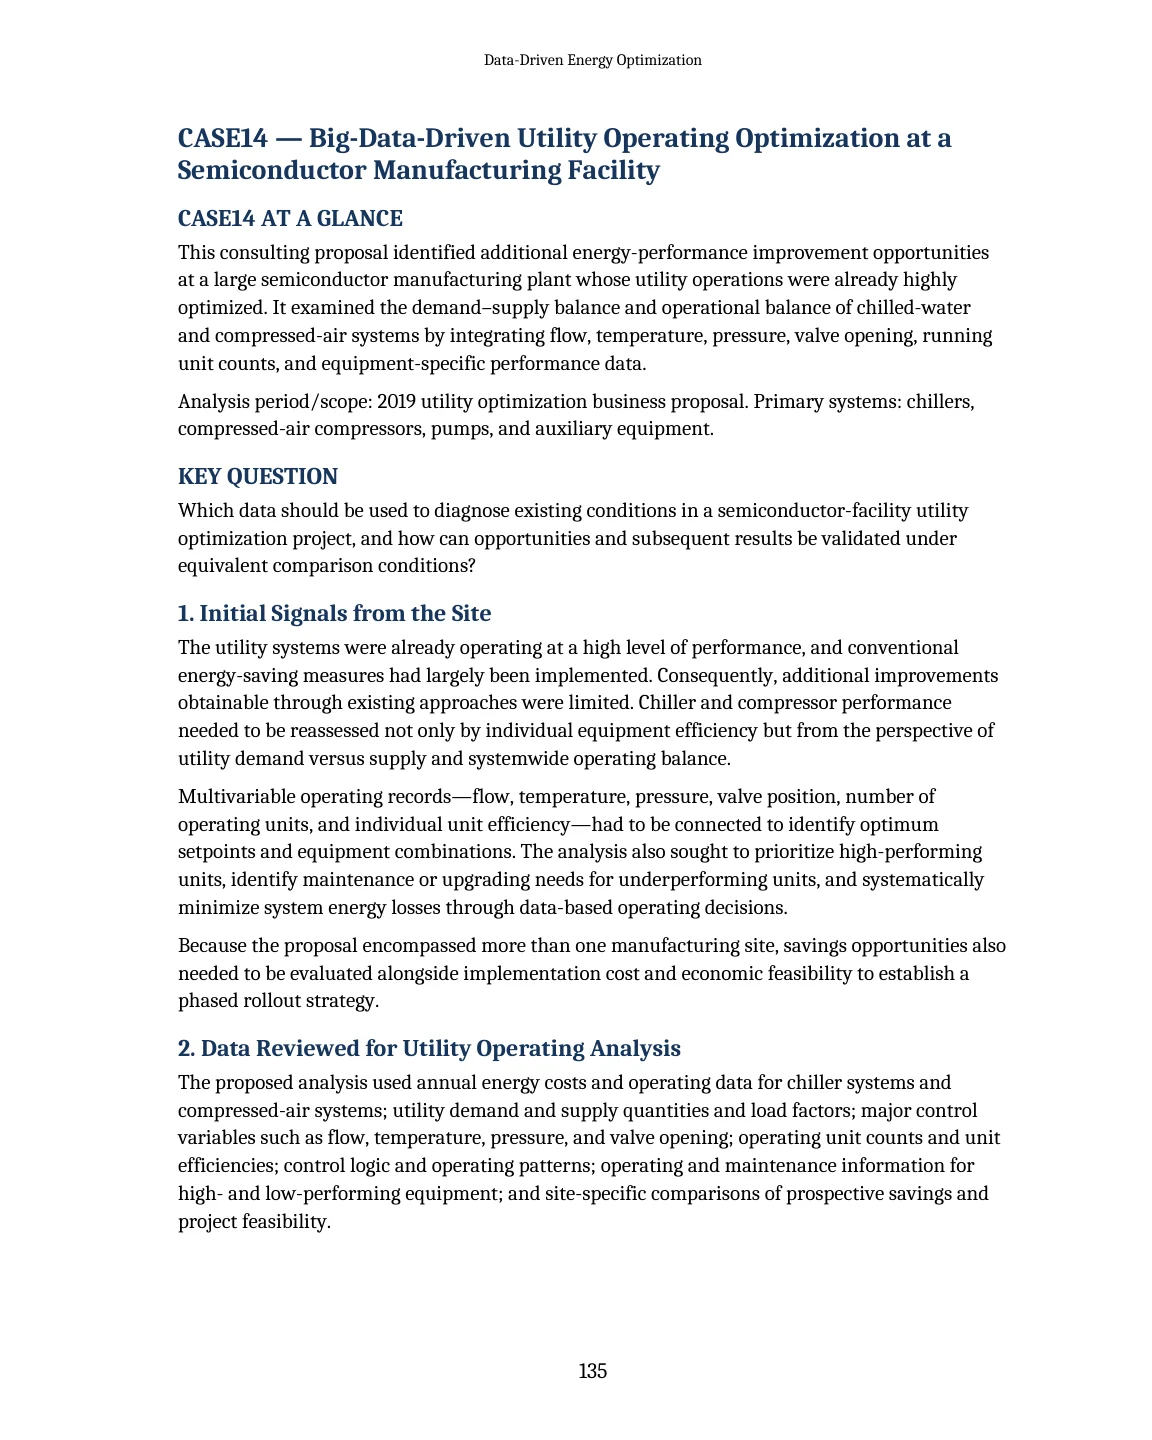 Data-Driven Energy Optimization
CASE14 — Big-Data-Driven Utility Operating Optimization at a
Semiconductor Manufacturing Facility
CASE14 AT A GLANCE
This consulting proposal identified additional energy-performance improvement opportunities
at a large semiconductor manufacturing plant whose utility operations were already highly
optimized. It examined the demand–supply balance and operational balance of chilled-water
and compressed-air systems by integrating flow, temperature, pressure, valve opening, running
unit counts, and equipment-specific performance data.
Analysis period/scope: 2019 utility optimization business proposal. Primary systems: chillers,
compressed-air compressors, pumps, and auxiliary equipment.
KEY QUESTION
Which data should be used to diagnose existing conditions in a semiconductor-facility utility
optimization project, and how can opportunities and subsequent results be validated under
equivalent comparison conditions?
1. Initial Signals from the Site
The utility systems were already operating at a high level of performance, and conventional
energy-saving measures had largely been implemented. Consequently, additional improvements
obtainable through existing approaches were limited. Chiller and compressor performance
needed to be reassessed not only by individual equipment efficiency but from the perspective of
utility demand versus supply and systemwide operating balance.
Multivariable operating records—flow, temperature, pressure, valve position, number of
operating units, and individual unit efficiency—had to be connected to identify optimum
setpoints and equipment combinations. The analysis also sought to prioritize high-performing
units, identify maintenance or upgrading needs for underperforming units, and systematically
minimize system energy losses through data-based operating decisions.
Because the proposal encompassed more than one manufacturing site, savings opportunities also
needed to be evaluated alongside implementation cost and economic feasibility to establish a
phased rollout strategy.
2. Data Reviewed for Utility Operating Analysis
The proposed analysis used annual energy costs and operating data for chiller systems and
compressed-air systems; utility demand and supply quantities and load factors; major control
variables such as flow, temperature, pressure, and valve opening; operating unit counts and unit
efficiencies; control logic and operating patterns; operating and maintenance information for
high- and low-performing equipment; and site-specific comparisons of prospective savings and
project feasibility.
135